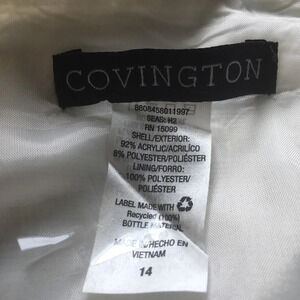 COVINGTON
8808458011997
SEAS: H2
RN 15099
SHELL/EXTERIOR:
92% ACRYLIC/ACRILICO
8% POLYESTER/POLIÉSTER
LINING/FORRO:
100% POLYESTER/
POLIÉSTER
LABEL MADE WITH
Recycled (100%)
BOTTLE MATERIAL
MADE IN/HECHO EN
VIETNAM
14